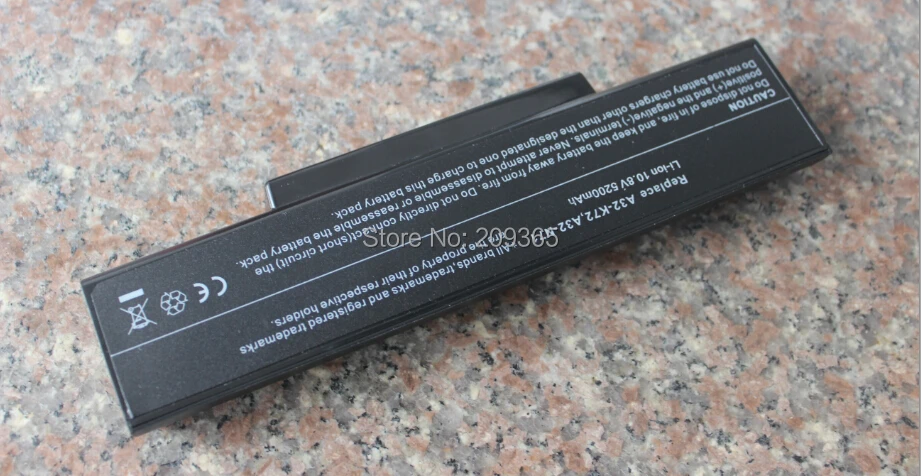 CAUTION
Do not dispose of in fire, and keep the battery away from fire. Do not directly connect(short circuit) the
positive(+) and the negative(-) terminals. Never attempt to disassemble or reassemble the battery pack.
Do not use battery chargers other than the designated one to charge this battery pack.
Replace A32-K72,A32-
Li-ion 10.8V 5200mAh
All brands,trademarks and registered trademarks
are property of their respective holders.
CE
Store No: 209365